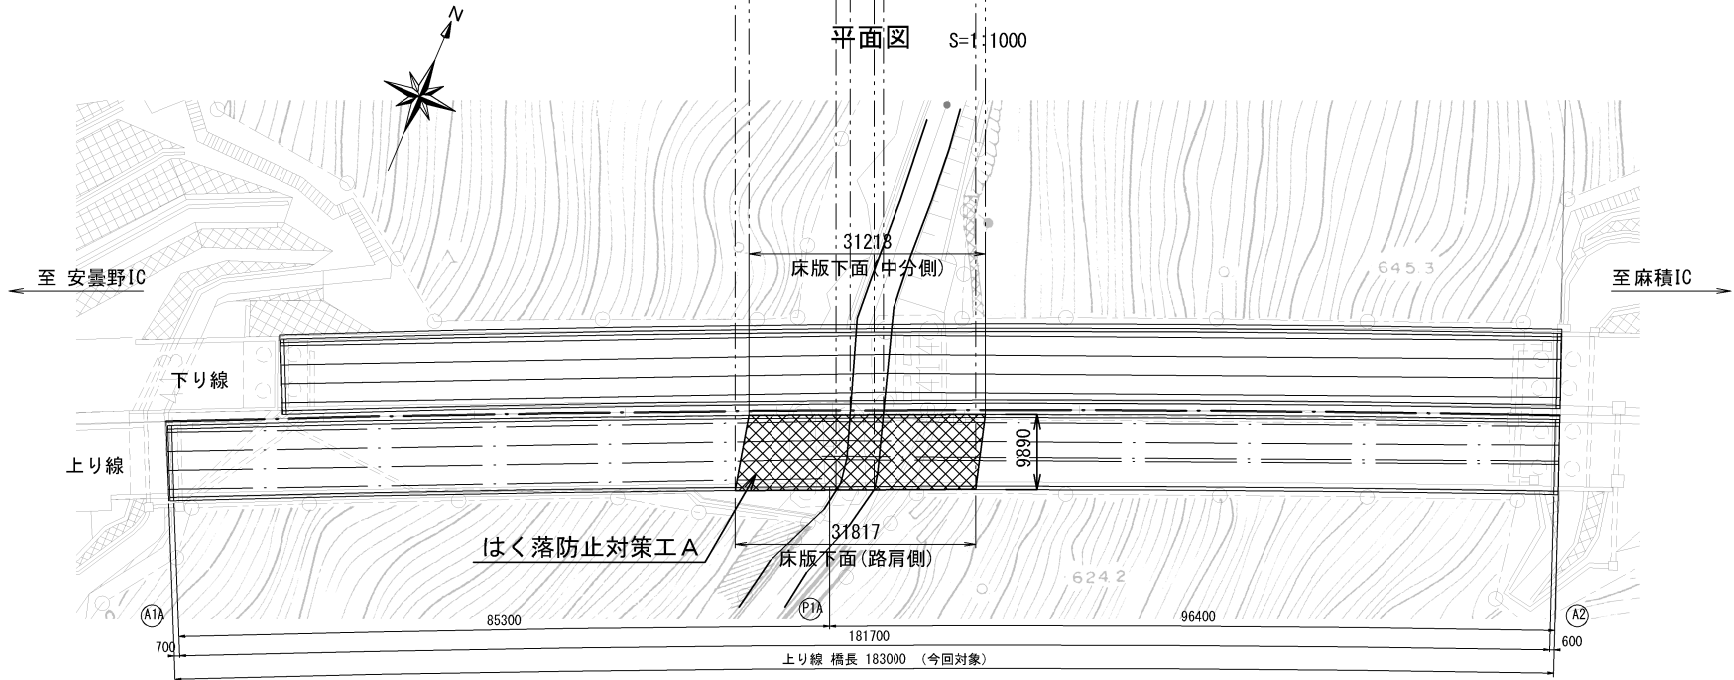 N
平面図 S=1:1000
31218
床版下面(中分側)
645.3
至 安曇野IC
至麻積IC
下り線
上り線
9890
はく落防止対策工A
31817
床版下面(路肩側)
624.2
A1A
P1A
A2
85300
96400
700
181700
600
上り線 橋長 183000 (今回対象)